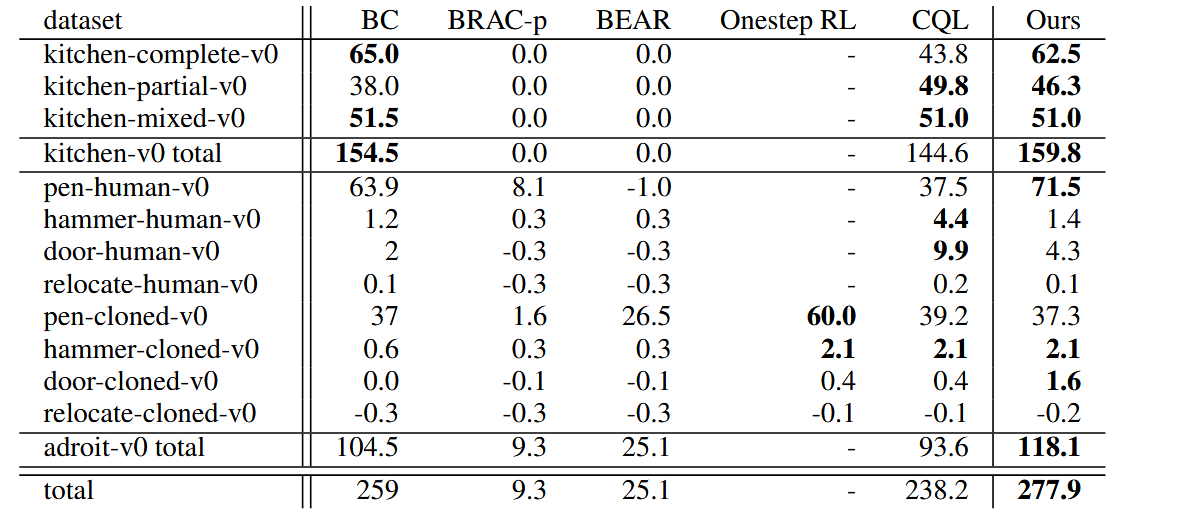 dataset BC BRAC-p BEAR Onestep RL CQL Ours
kitchen-complete-v0 65.0 0.0 0.0 - 43.8 62.5
kitchen-partial-v0 38.0 0.0 0.0 - 49.8 46.3
kitchen-mixed-v0 51.5 0.0 0.0 - 51.0 51.0
kitchen-v0 total 154.5 0.0 0.0 - 144.6 159.8
pen-human-v0 63.9 8.1 -1.0 - 37.5 71.5
hammer-human-v0 1.2 0.3 0.3 - 4.4 1.4
door-human-v0 2 -0.3 -0.3 - 9.9 4.3
relocate-human-v0 0.1 -0.3 -0.3 - 0.2 0.1
pen-cloned-v0 37 1.6 26.5 60.0 39.2 37.3
hammer-cloned-v0 0.6 0.3 0.3 2.1 2.1 2.1
door-cloned-v0 0.0 -0.1 -0.1 0.4 0.4 1.6
relocate-cloned-v0 -0.3 -0.3 -0.3 -0.1 -0.1 -0.2
adroit-v0 total 104.5 9.3 25.1 - 93.6 118.1
total 259 9.3 25.1 - 238.2 277.9